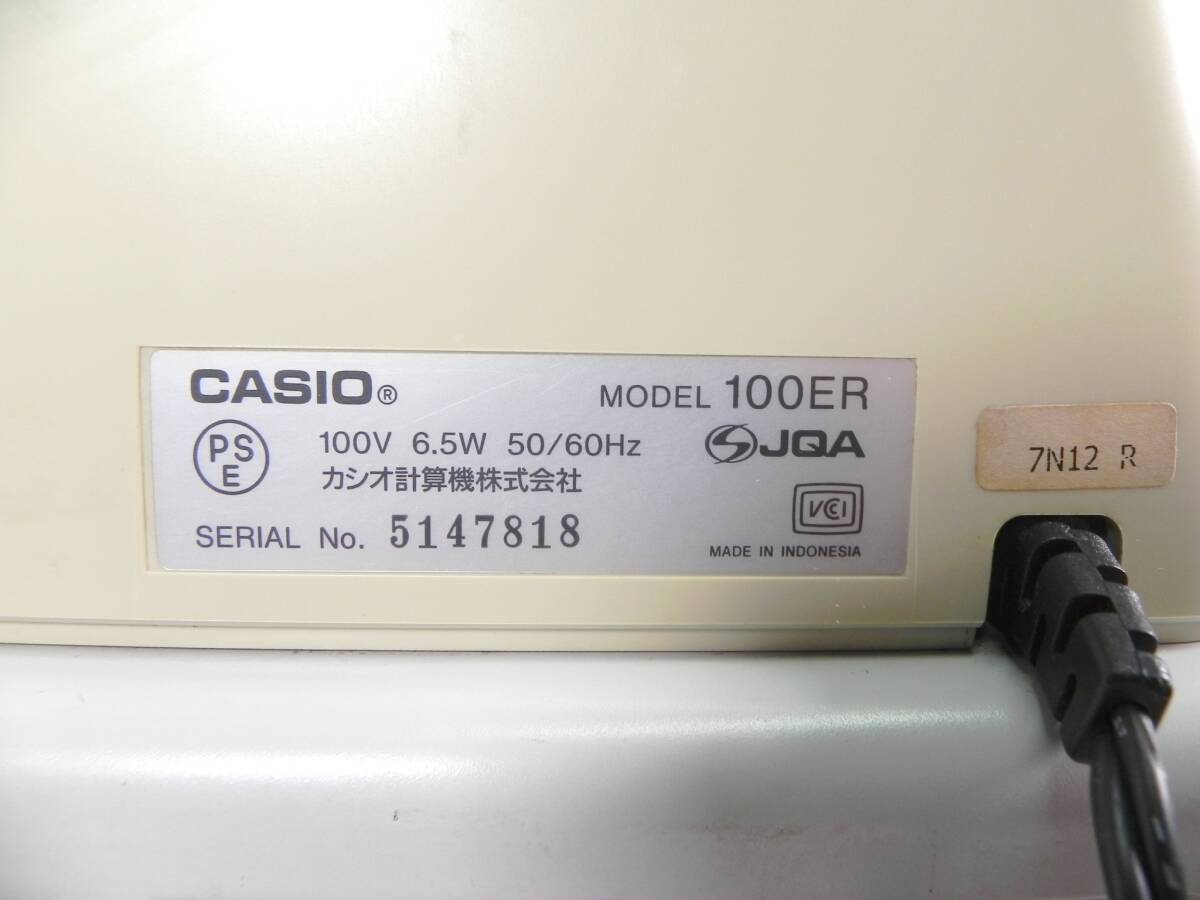 CASIO®
MODEL 100ER
PS
E
100V 6.5W 50/60Hz
JQA
カシオ計算機株式会社
VCCI
SERIAL No. 5147818
MADE IN INDONESIA
7N12 R